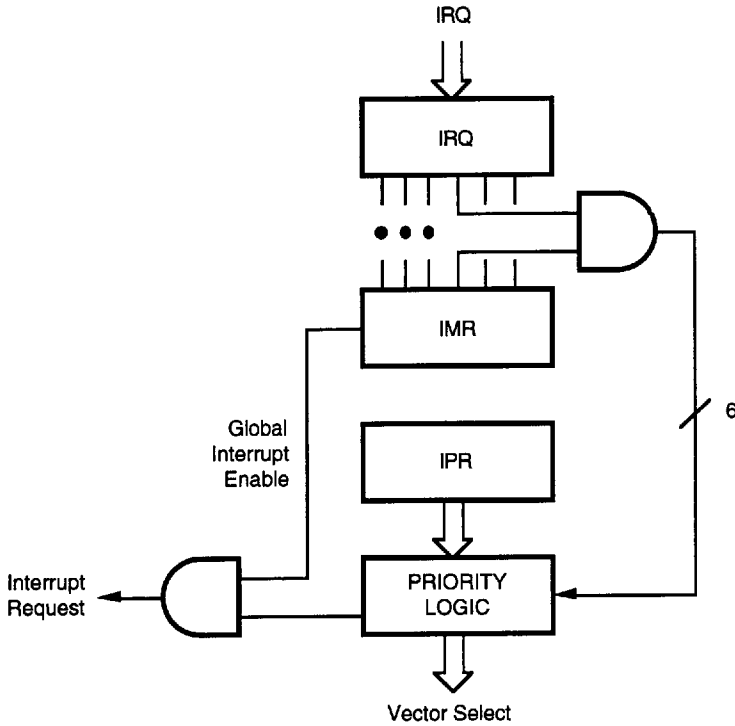 IRQ
IRQ
IMR
6
Global
Interrupt
Enable
IPR
Interrupt
Request
PRIORITY
LOGIC
Vector Select